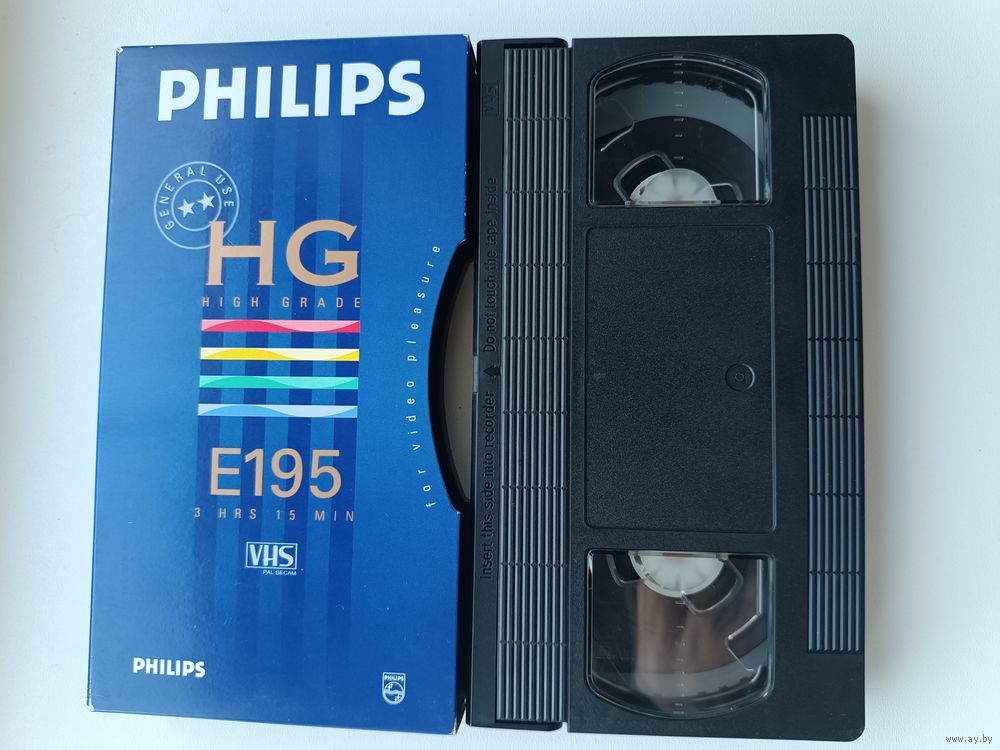 PHILIPS
GENERAL USE
HG
HIGH GRADE
for video pleasure
E195
3 HRS 15 MIN
VHS
PAL SECAM
PHILIPS
PHILIPS
VHS
Insert this side into recorder Do not touch the tape inside
www.ay.by